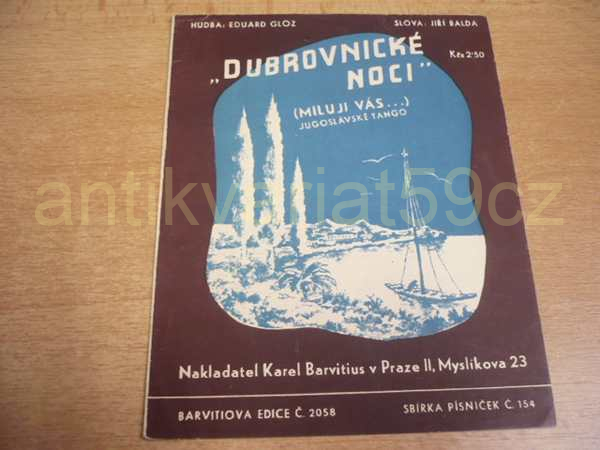 HUDBA: EDUARD GLOZ
SLOVA: JIŘÍ BALDA
„DUBROVNICKÉ
NOCI"
Kčs 2'50
(MILUJI VÁS...)
JUGOSLÁVSKÉ TANGO
antikvariat59cz
Nakladatel Karel Barvitius v Praze II, Myslíkova 23
BARVITIOVA EDICE Č. 2058
SBÍRKA PÍSNIČEK Č. 154